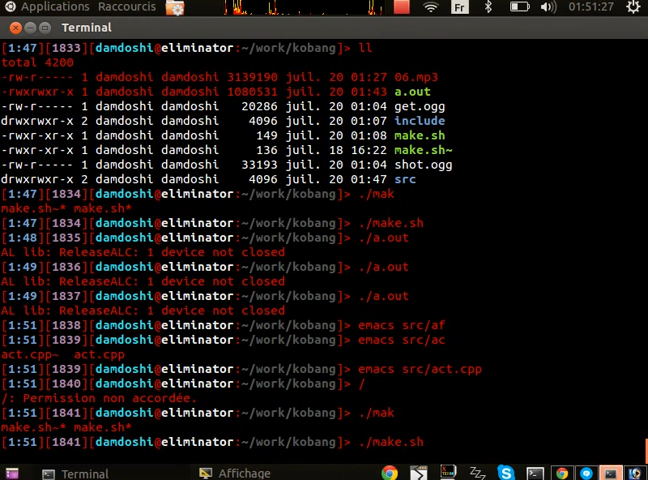 Applications Raccourcis Fr 01:51:27
Terminal
[1:47][1833][damdoshi@eliminator:~/work/kobang]> ll
total 4200
-rw-r----- 1 damdoshi damdoshi 3139190 juil. 20 01:27 06.mp3
-rwxrwxr-x 1 damdoshi damdoshi 1080531 juil. 20 01:43 a.out
-rw-r----- 1 damdoshi damdoshi 20286 juil. 20 01:04 get.ogg
drwxrwxr-x 2 damdoshi damdoshi 4096 juil. 20 01:07 include
-rwxr-xr-x 1 damdoshi damdoshi 149 juil. 20 01:08 make.sh
-rwxr-xr-x 1 damdoshi damdoshi 136 juil. 18 16:22 make.sh~
-rw-r----- 1 damdoshi damdoshi 33193 juil. 20 01:04 shot.ogg
drwxrwxr-x 2 damdoshi damdoshi 4096 juil. 20 01:47 src
[1:47][1834][damdoshi@eliminator:~/work/kobang]> ./mak
make.sh~* make.sh*
[1:47][1834][damdoshi@eliminator:~/work/kobang]> ./make.sh
[1:48][1835][damdoshi@eliminator:~/work/kobang]> ./a.out
AL lib: ReleaseALC: 1 device not closed
[1:49][1836][damdoshi@eliminator:~/work/kobang]> ./a.out
AL lib: ReleaseALC: 1 device not closed
[1:49][1837][damdoshi@eliminator:~/work/kobang]> ./a.out
AL lib: ReleaseALC: 1 device not closed
[1:51][1838][damdoshi@eliminator:~/work/kobang]> emacs src/af
[1:51][1839][damdoshi@eliminator:~/work/kobang]> emacs src/ac
act.cpp~ act.cpp
[1:51][1839][damdoshi@eliminator:~/work/kobang]> emacs src/act.cpp
[1:51][1840][damdoshi@eliminator:~/work/kobang]> /
/: Permission non accordée.
[1:51][1841][damdoshi@eliminator:~/work/kobang]> ./mak
make.sh~* make.sh*
[1:51][1841][damdoshi@eliminator:~/work/kobang]> ./make.sh
Terminal Affichage